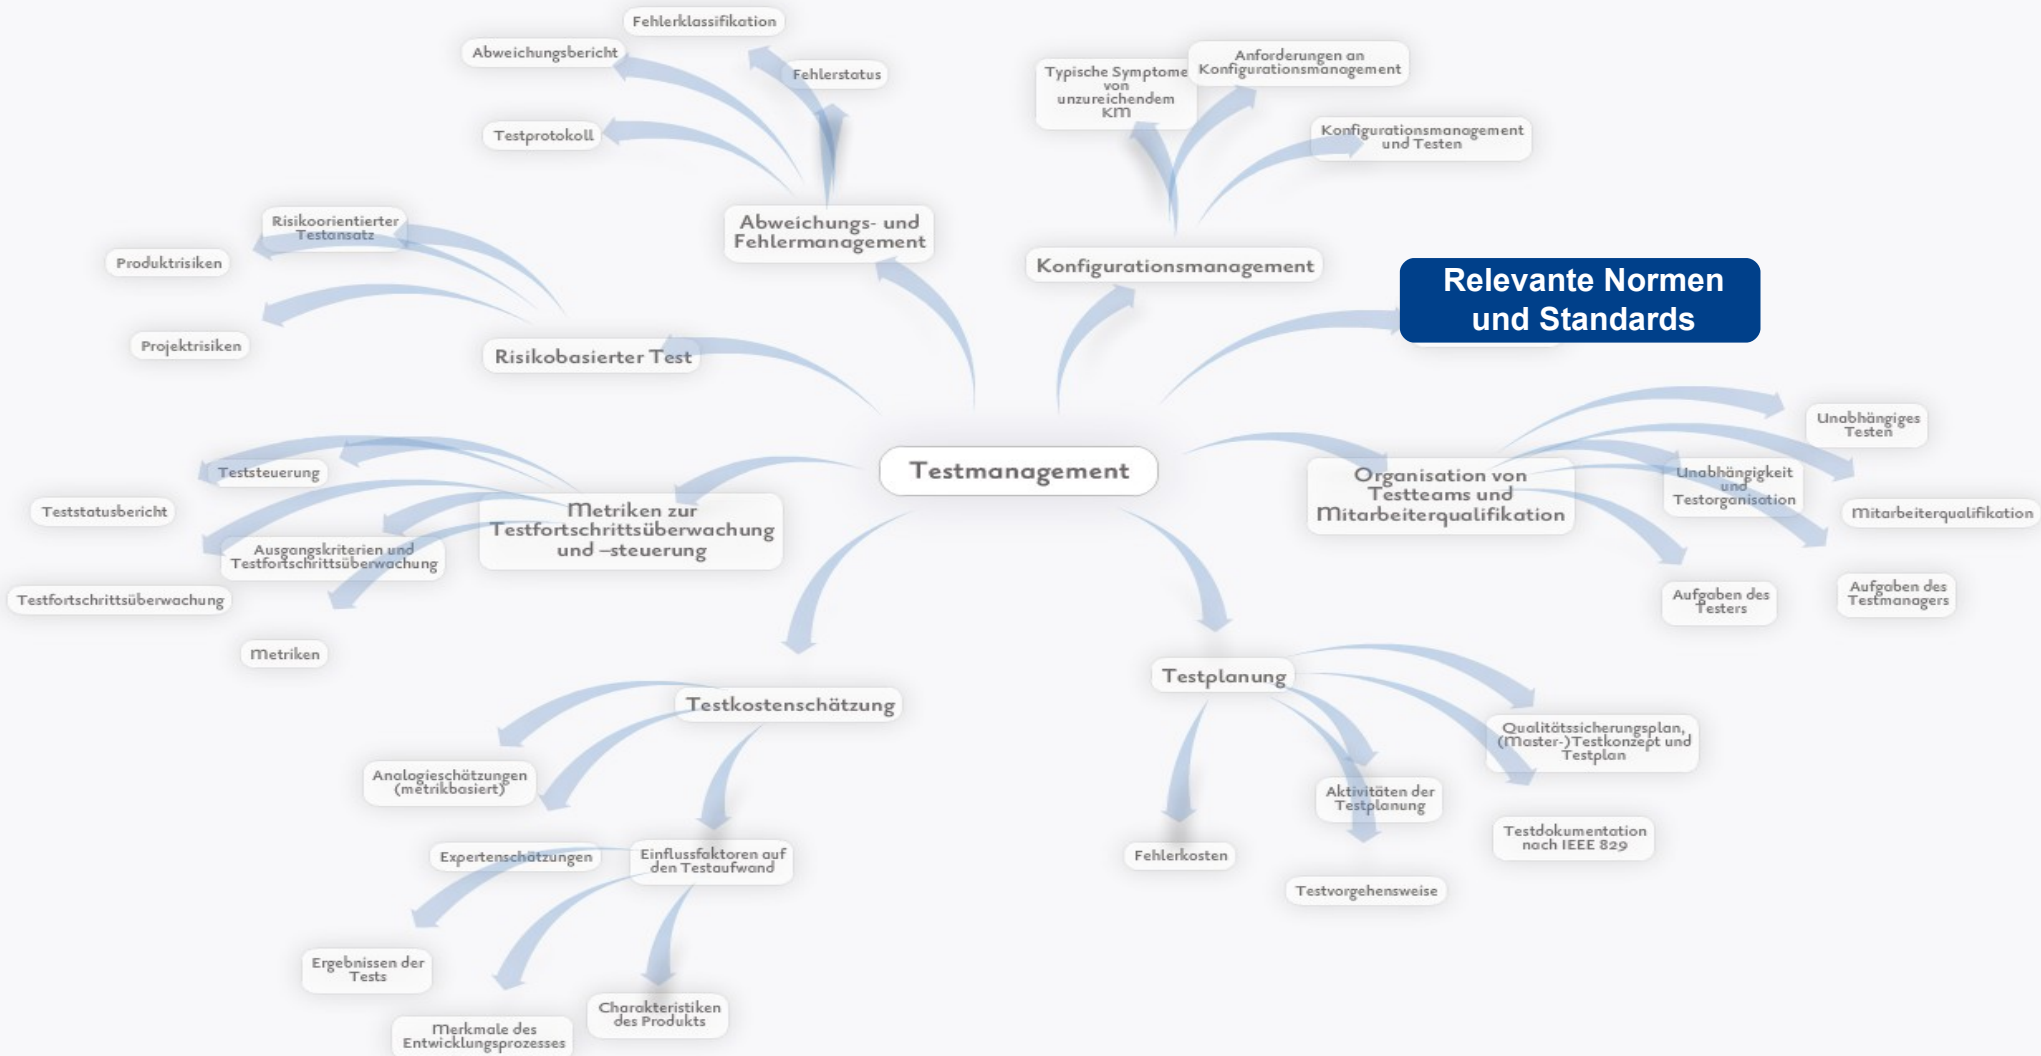 Fehlerklassifikation
Abweichungsbericht
Fehlerstatus
Testprotokoll
Typische Symptome
von
unzureichendem
KM
Anforderungen an
Konfigurationsmanagement
Konfigurationsmanagement
und Testen
Abweichungs- und
Fehlermanagement
Konfigurationsmanagement
Relevante Normen
und Standards
Risikoorientierter
Testansatz
Produktrisiken
Projektrisiken
Risikobasierter Test
Testmanagement
Unabhängiges
Testen
Organisation von
Testteams und
Mitarbeiterqualifikation
Unabhängigkeit
und
Testorganisation
Mitarbeiterqualifikation
Aufgaben des
Testers
Aufgaben des
Testmanagers
Teststeuerung
Teststatusbericht
Metriken zur
Testfortschrittsüberwachung
und –steuerung
Ausgangskriterien und
Testfortschrittsüberwachung
Testfortschrittsüberwachung
Metriken
Testkostenschätzung
Analogieschätzungen
(metrikbasiert)
Expertenschätzungen
Einflussfaktoren auf
den Testaufwand
Ergebnissen der
Tests
Merkmale des
Entwicklungsprozesses
Charakteristiken
des Produkts
Testplanung
Qualitätssicherungsplan,
(Master-)Testkonzept und
Testplan
Aktivitäten der
Testplanung
Testdokumentation
nach IEEE 829
Fehlerkosten
Testvorgehensweise